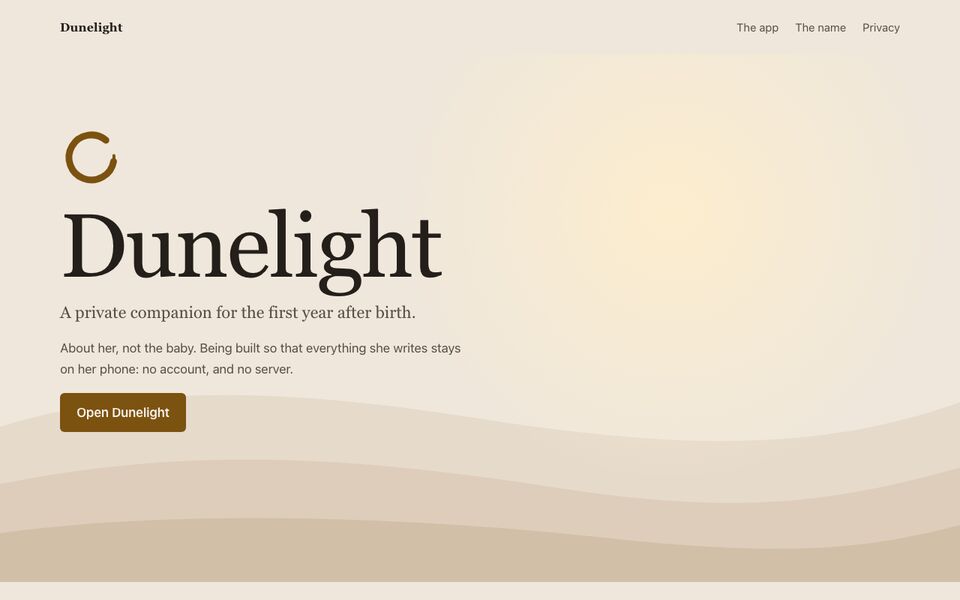 Dunelight
The app
The name
Privacy
Dunelight
A private companion for the first year after birth.
About her, not the baby. Being built so that everything she writes stays
on her phone: no account, and no server.
Open Dunelight